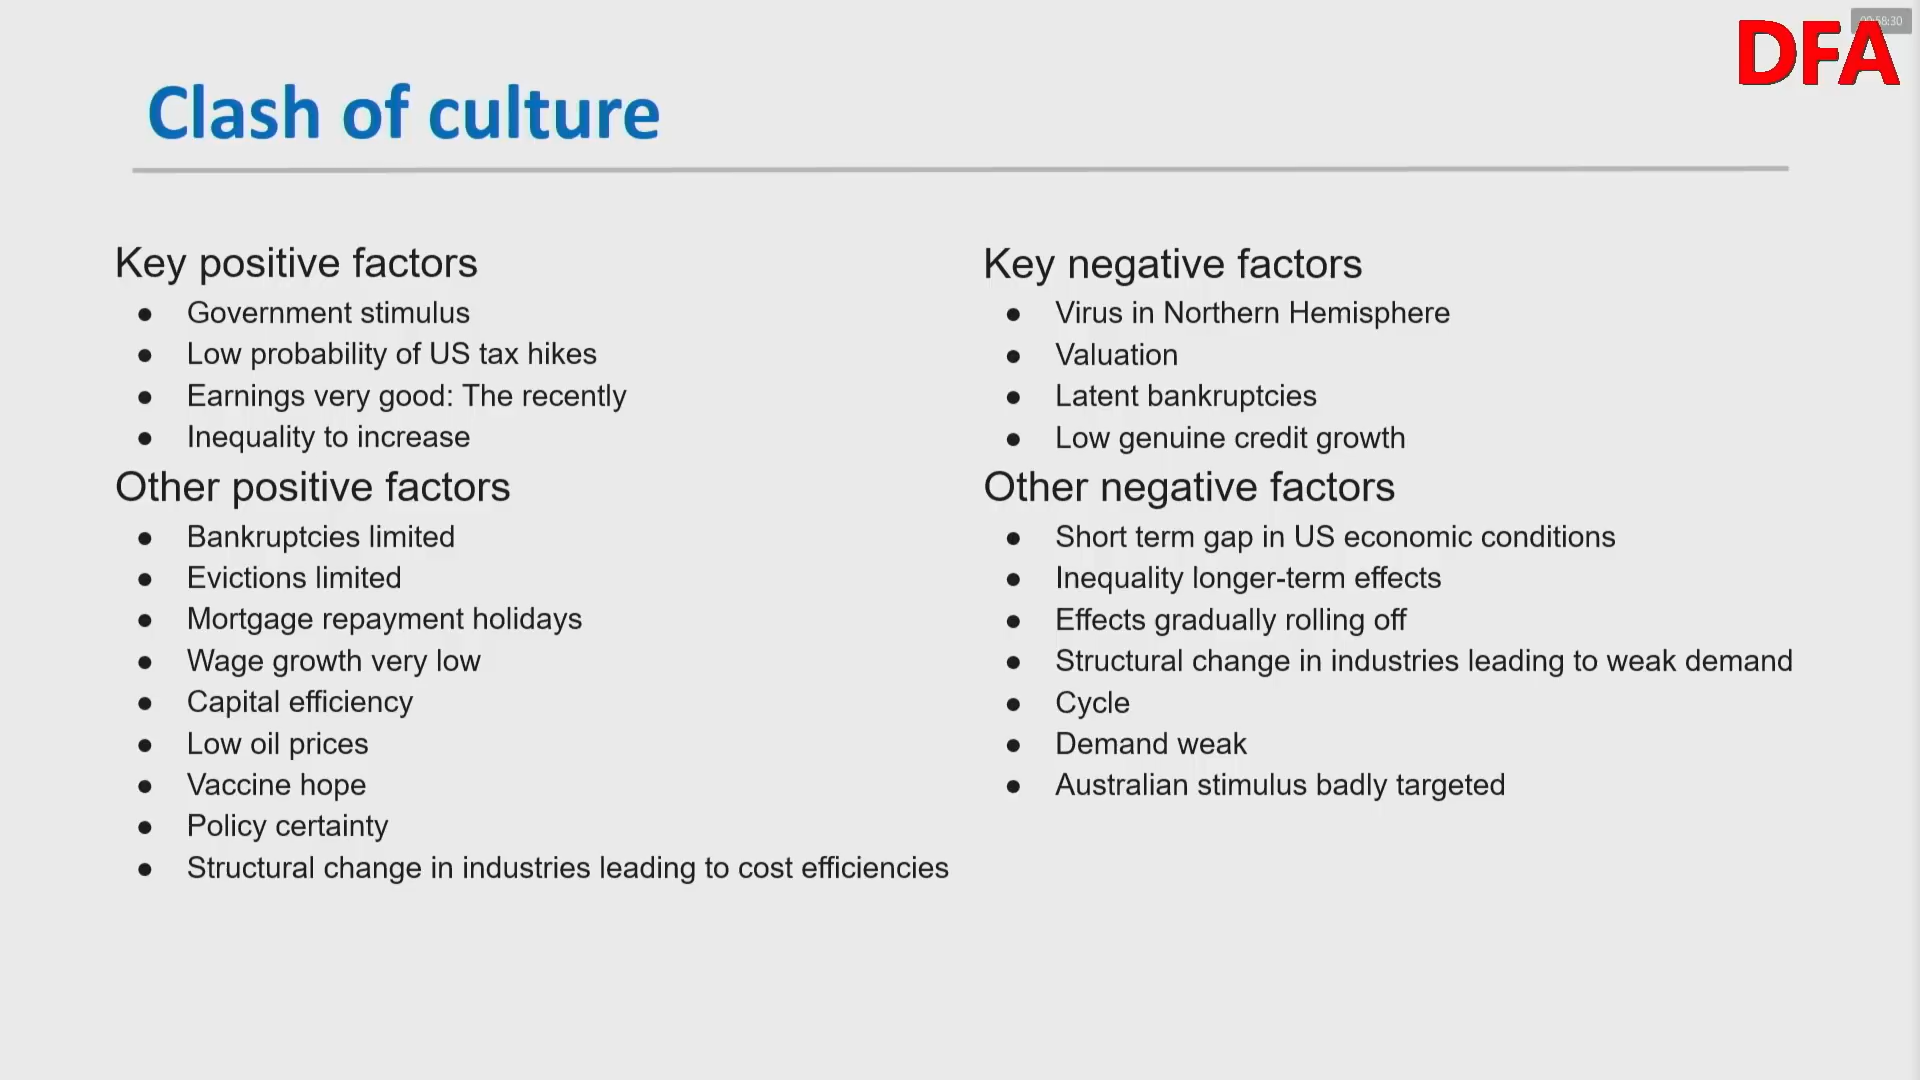 DFA
Clash of culture
Key positive factors
● Government stimulus
● Low probability of US tax hikes
● Earnings very good: The recently
● Inequality to increase
Other positive factors
● Bankruptcies limited
● Evictions limited
● Mortgage repayment holidays
● Wage growth very low
● Capital efficiency
● Low oil prices
● Vaccine hope
● Policy certainty
● Structural change in industries leading to cost efficiencies
Key negative factors
● Virus in Northern Hemisphere
● Valuation
● Latent bankruptcies
● Low genuine credit growth
Other negative factors
● Short term gap in US economic conditions
● Inequality longer-term effects
● Effects gradually rolling off
● Structural change in industries leading to weak demand
● Cycle
● Demand weak
● Australian stimulus badly targeted